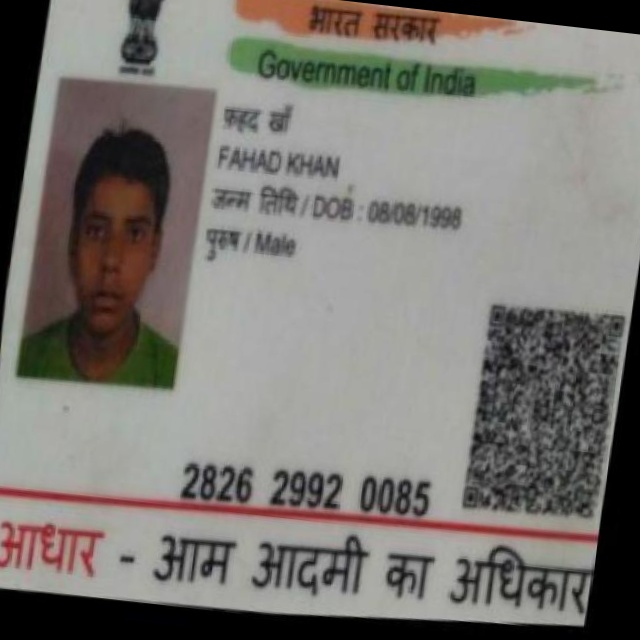 भारत सरकार
Government of India
फ़हद खाँ
FAHAD KHAN
जन्म तिथि / DOB : 08/08/1998
पुरुष / Male
2826 2992 0085
आधार - आम आदमी का अधिकार